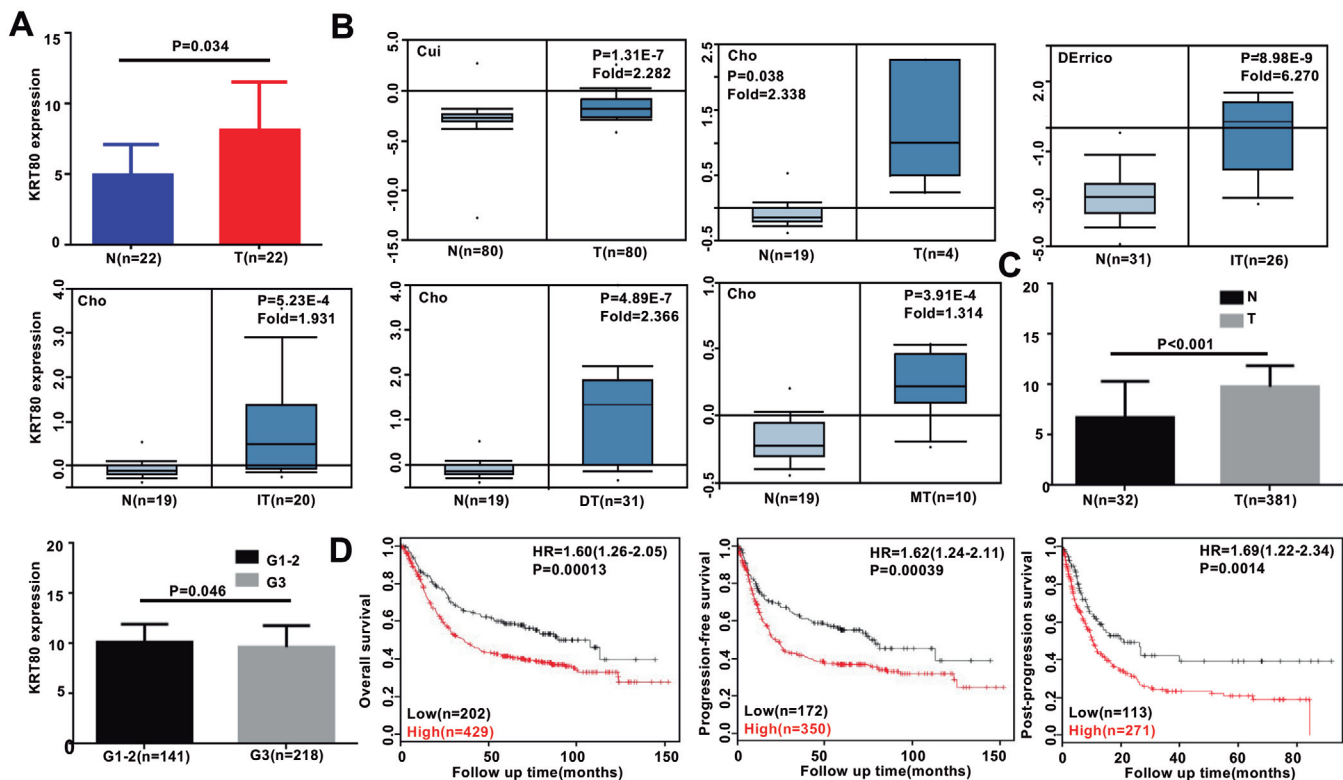 A
KRT80 expression
15
10
5
0
P=0.034
N(n=22)
T(n=22)
B
5.0
0.0
-5.0
-10.0
-15.0
Cui
P=1.31E-7
Fold=2.282
N(n=80)
T(n=80)
2.5
1.5
0.5
-0.5
Cho
P=0.038
Fold=2.338
N(n=19)
T(n=4)
2.0
-1.0
-3.0
-5.0
DErrico
P=8.98E-9
Fold=6.270
N(n=31)
IT(n=26)
KRT80 expression
4.0
3.0
2.0
1.0
0.0
Cho
P=5.23E-4
Fold=1.931
N(n=19)
IT(n=20)
4.0
3.0
2.0
1.0
0.0
Cho
P=4.89E-7
Fold=2.366
N(n=19)
DT(n=31)
1.0
0.5
0.0
-0.5
Cho
P=3.91E-4
Fold=1.314
N(n=19)
MT(n=10)
C
20
15
10
5
0
N
T
P<0.001
N(n=32)
T(n=381)
KRT80 expression
20
15
10
5
0
G1-2
G3
P=0.046
G1-2(n=141)
G3(n=218)
D
Overall survival
1.0
0.8
0.6
0.4
0.2
0.0
HR=1.60(1.26-2.05)
P=0.00013
Low(n=202)
High(n=429)
0
50
100
150
Follow up time(months)
Progression-free survival
1.0
0.8
0.6
0.4
0.2
0.0
HR=1.62(1.24-2.11)
P=0.00039
Low(n=172)
High(n=350)
0
50
100
150
Follow up time(months)
Post-progression survival
1.0
0.8
0.6
0.4
0.2
0.0
HR=1.69(1.22-2.34)
P=0.0014
Low(n=113)
High(n=271)
0
20
40
60
80
Follow up time(months)